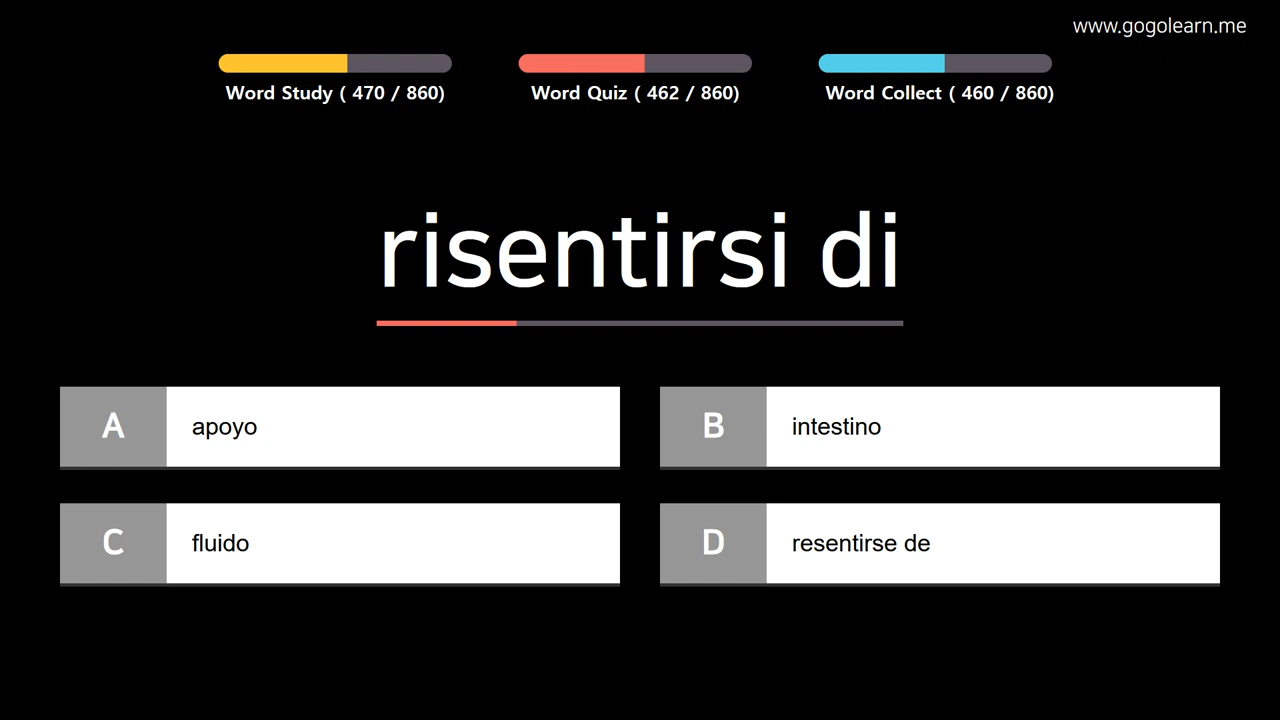 www.gogolearn.me
Word Study ( 470 / 860)
Word Quiz ( 462 / 860)
Word Collect ( 460 / 860)
risentirsi di
A apoyo
B intestino
C fluido
D resentirse de